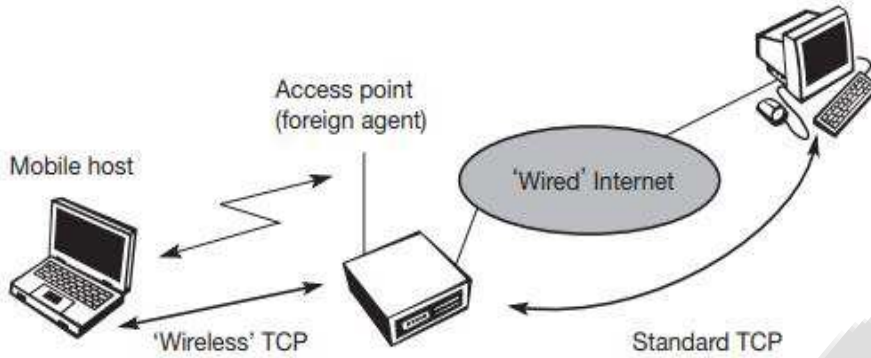 Access point
(foreign agent)
Mobile host
‘Wired’ Internet
‘Wireless’ TCP
Standard TCP